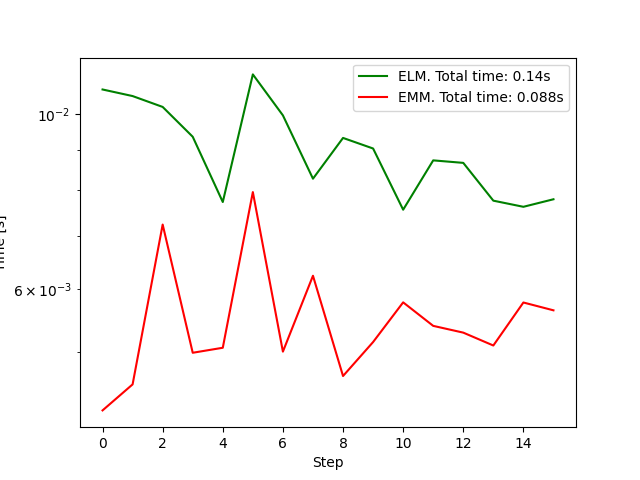 ELM. Total time: 0.14s
EMM. Total time: 0.088s
10⁻²
6 × 10⁻³
Time [s]
0 2 4 6 8 10 12 14
Step